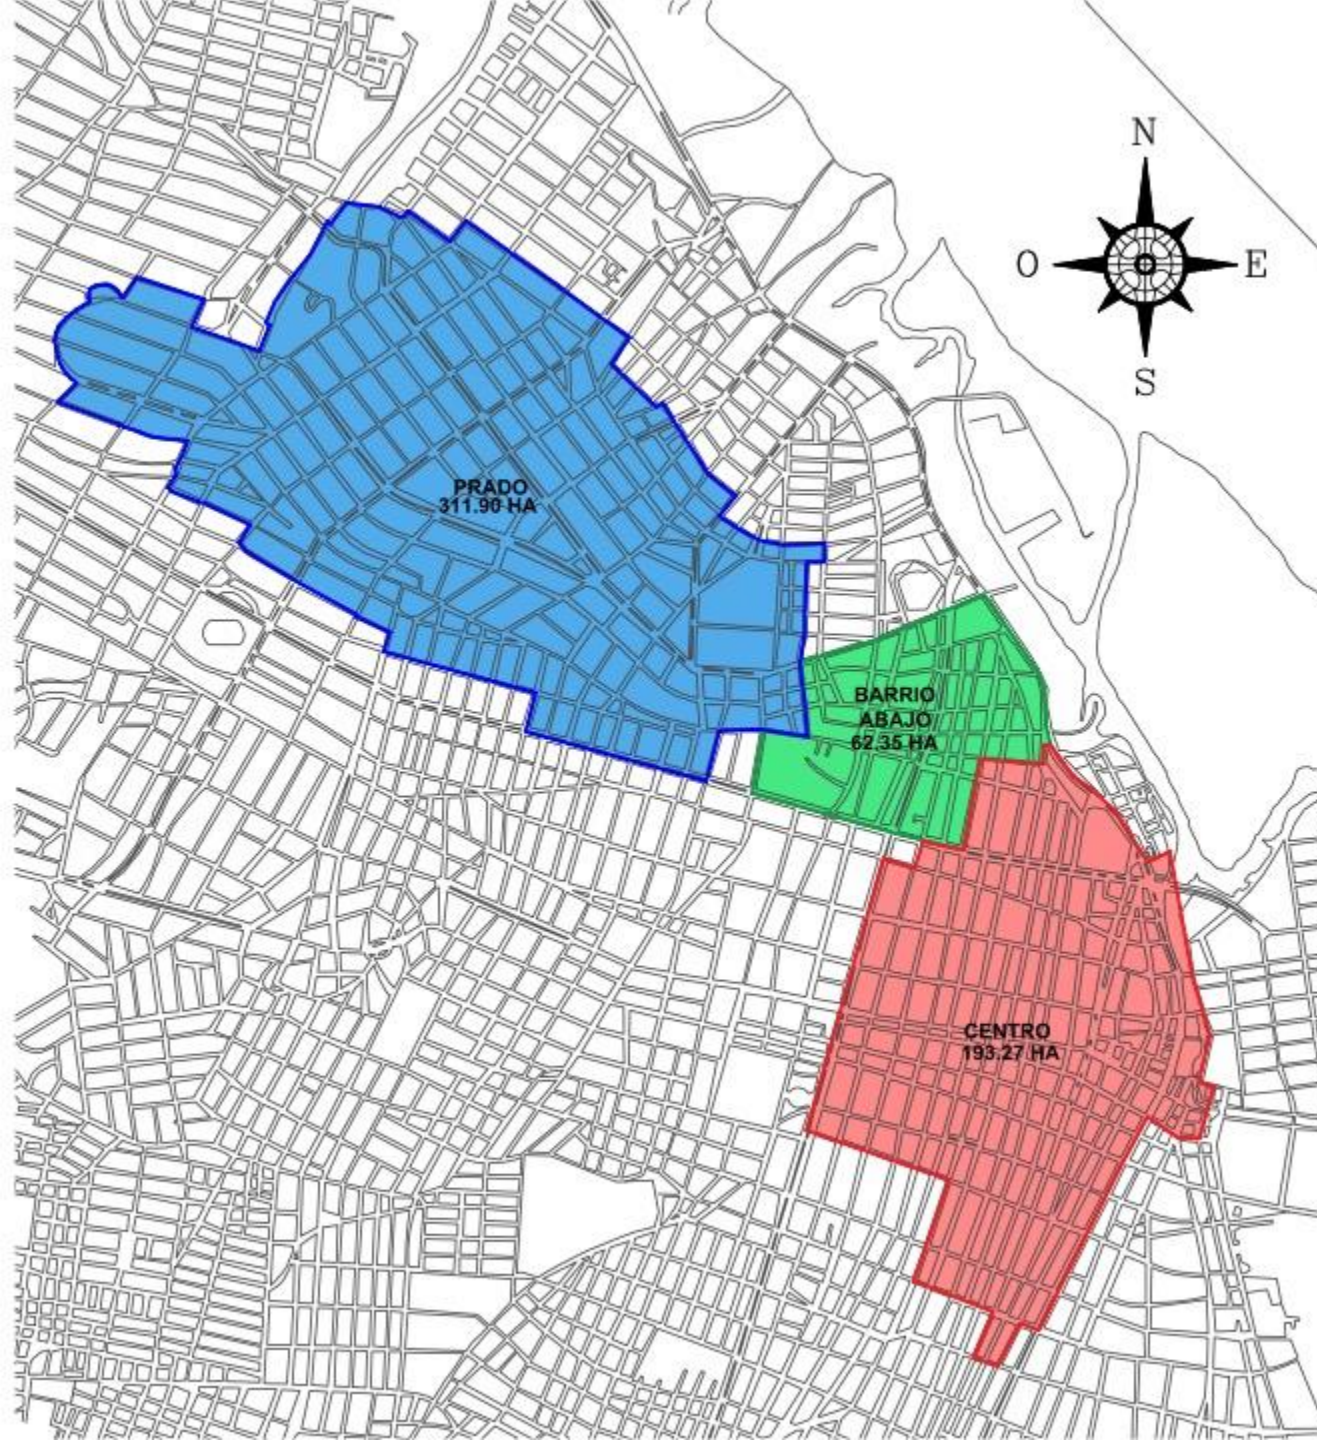 N
O
E
S
PRADO
311.90 HA
BARRIO
ABAJO
62.35 HA
CENTRO
193.27 HA